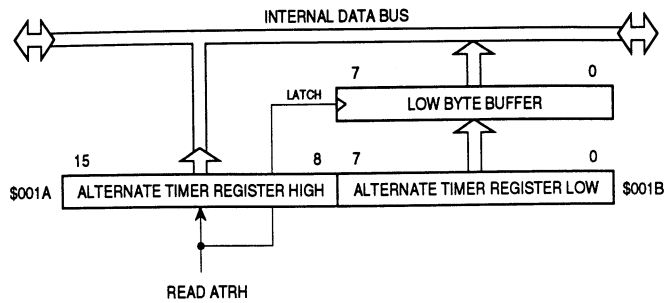 INTERNAL DATA BUS
7 0
LATCH
LOW BYTE BUFFER
15 8 7 0
$001A ALTERNATE TIMER REGISTER HIGH ALTERNATE TIMER REGISTER LOW $001B
READ ATRH